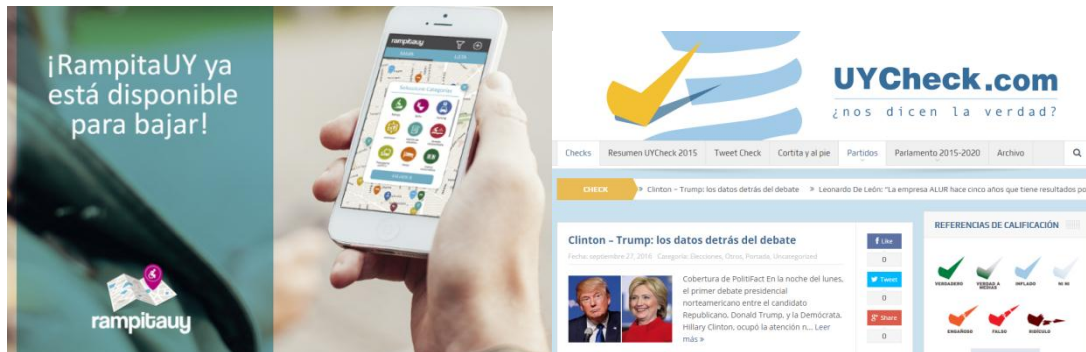 ¡RampitaUY ya
está disponible
para bajar!
rampitauy
rampitauy
MAPA
LISTA
UYCheck.com
¿nos dicen la verdad?
Checks Resumen UYCheck 2015 Tweet Check Cortita y al pie Partidos Parlamento 2015-2020 Archivo
CHECK » Clinton – Trump: los datos detrás del debate » Leonardo De León: "La empresa ALUR hace cinco años que tiene resultados po
Clinton – Trump: los datos detrás del debate
Fecha: septiembre 27, 2016 Categoría: Elecciones, Otros, Portada, Uncategorized
Cobertura de PolitiFact En la noche del lunes,
el primer debate presidencial
norteamericano entre el candidato
Republicano, Donald Trump, y la Demócrata,
Hillary Clinton, ocupó la atención n... Leer
más »
Like
0
Tweet
0
Share
0
REFERENCIAS DE CALIFICACIÓN
VERDADERO
VERDAD A
MEDIAS
INFLADO
NI NI
ENGAÑOSO
FALSO
RIDÍCULO